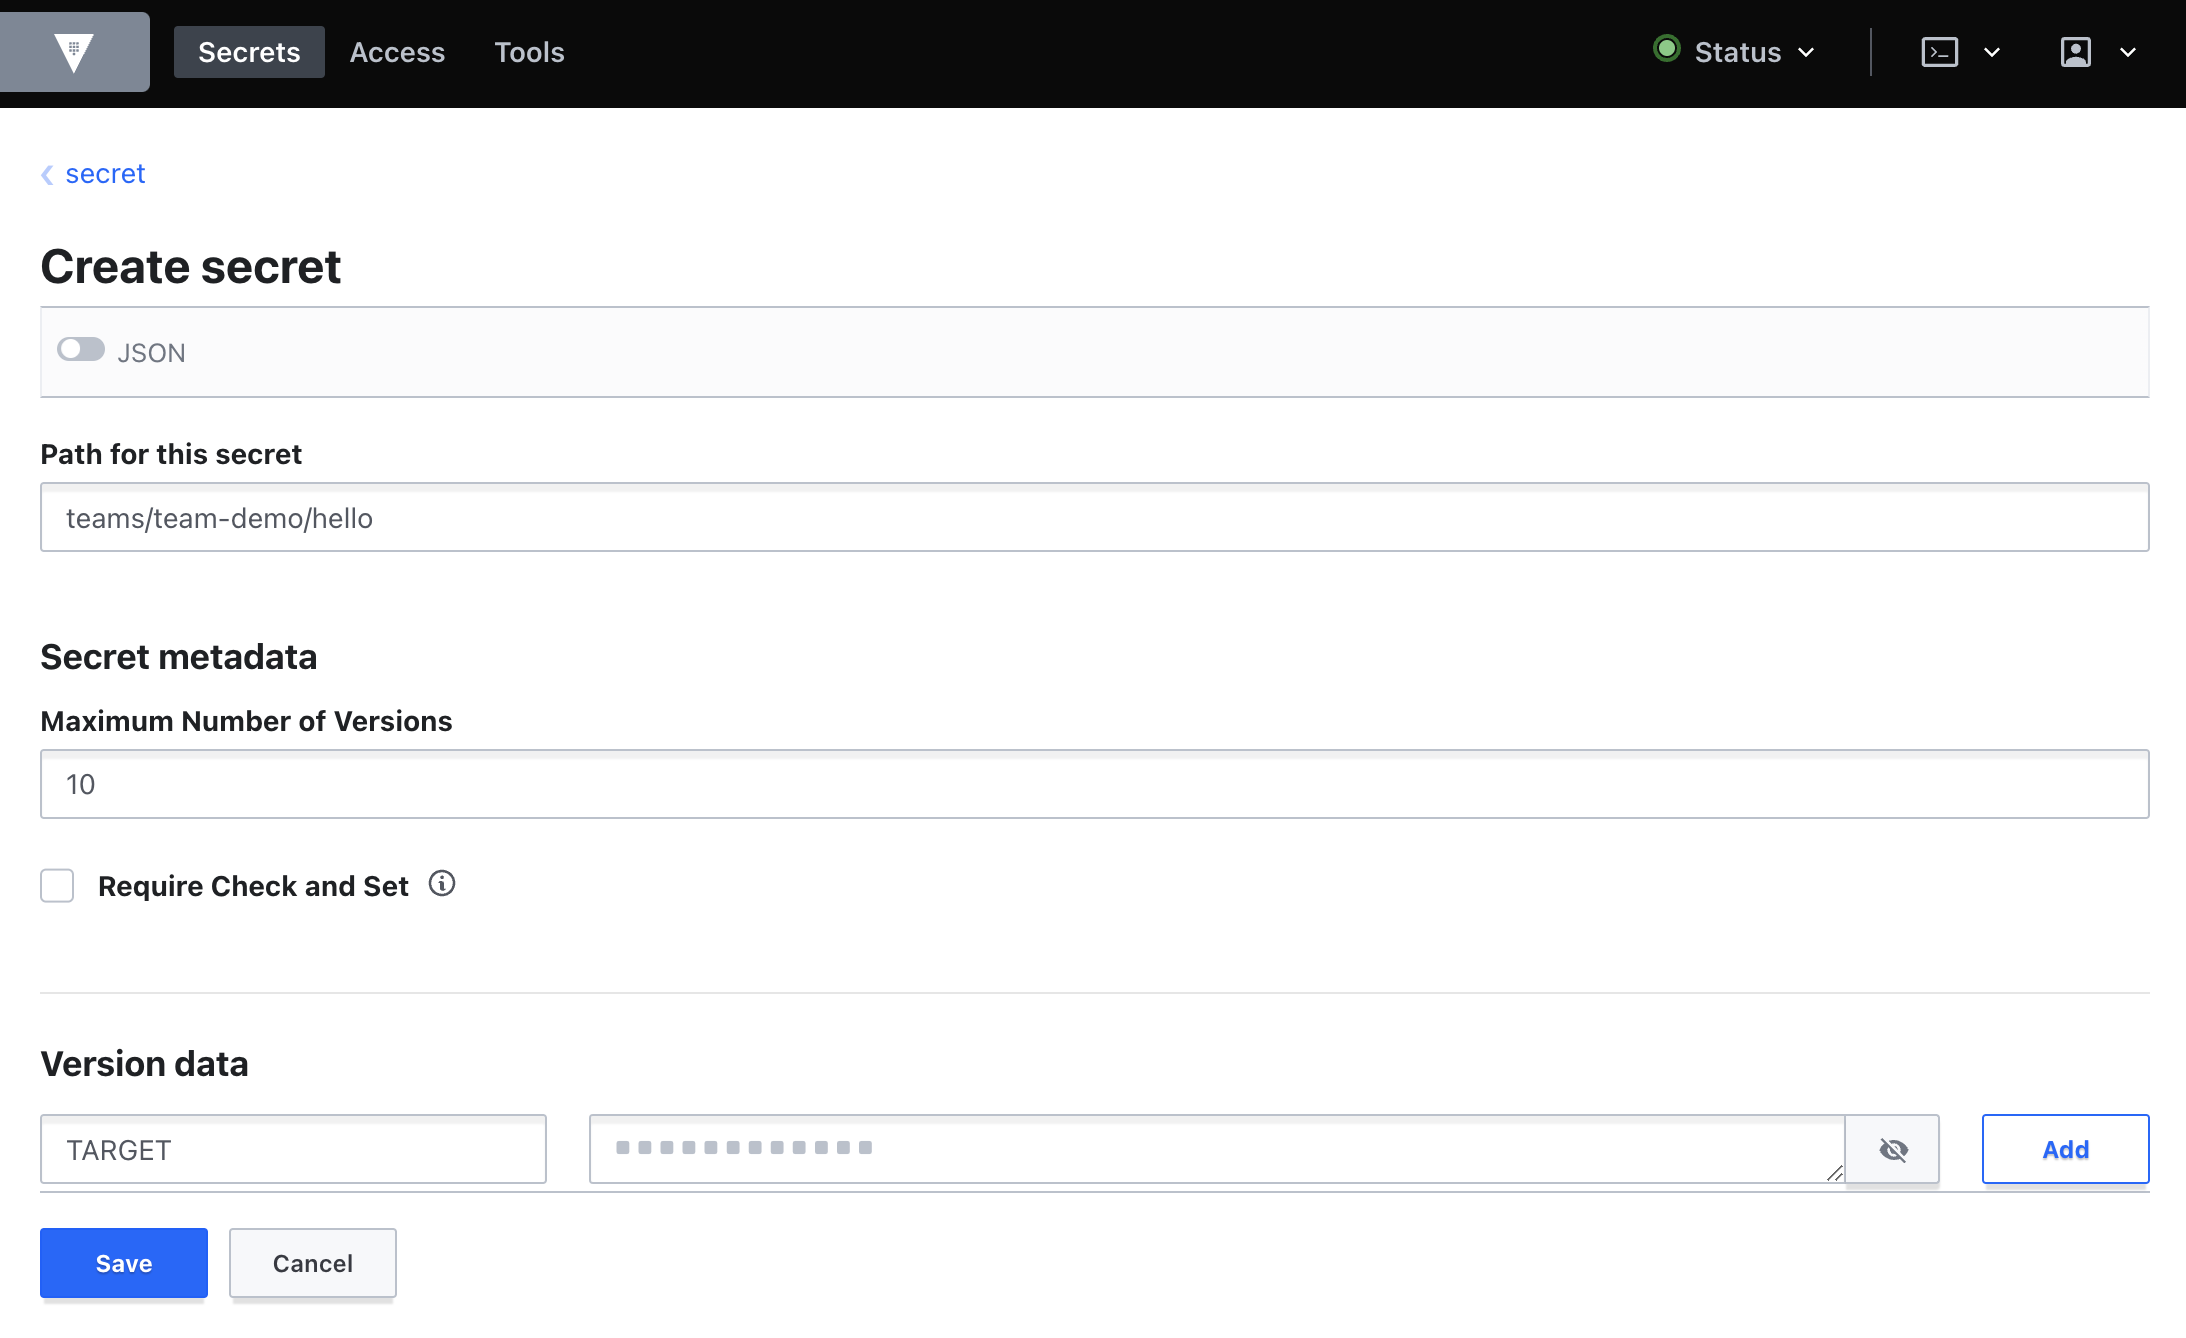 Secrets Access Tools Status
secret
Create secret
JSON
Path for this secret
teams/team-demo/hello
Secret metadata
Maximum Number of Versions
10
Require Check and Set
Version data
TARGET Add
Save Cancel